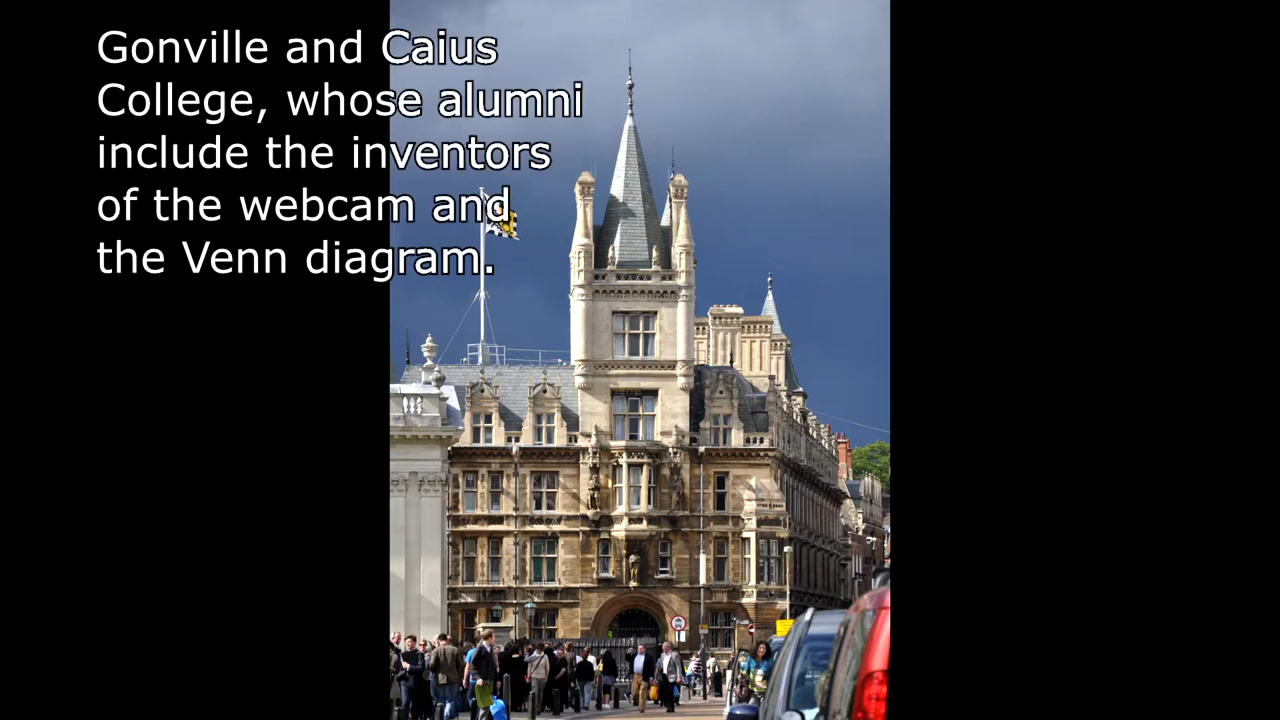 Gonville and Caius
College, whose alumni
include the inventors
of the webcam and
the Venn diagram.